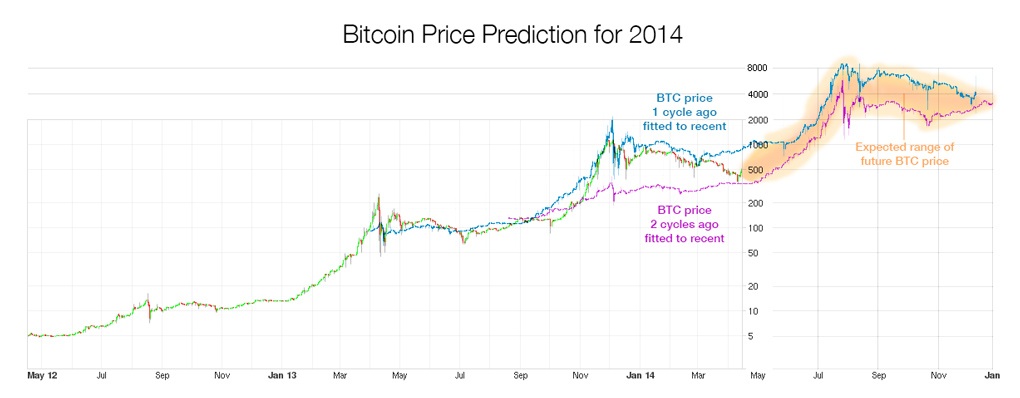 Bitcoin Price Prediction for 2014
8000
4000
2000
1000
500
200
100
50
20
10
5
BTC price
1 cycle ago
fitted to recent
BTC price
2 cycles ago
fitted to recent
Expected range of
future BTC price
May 12 Jul Sep Nov Jan 13 Mar May Jul Sep Nov Jan 14 Mar May Jul Sep Nov Jan